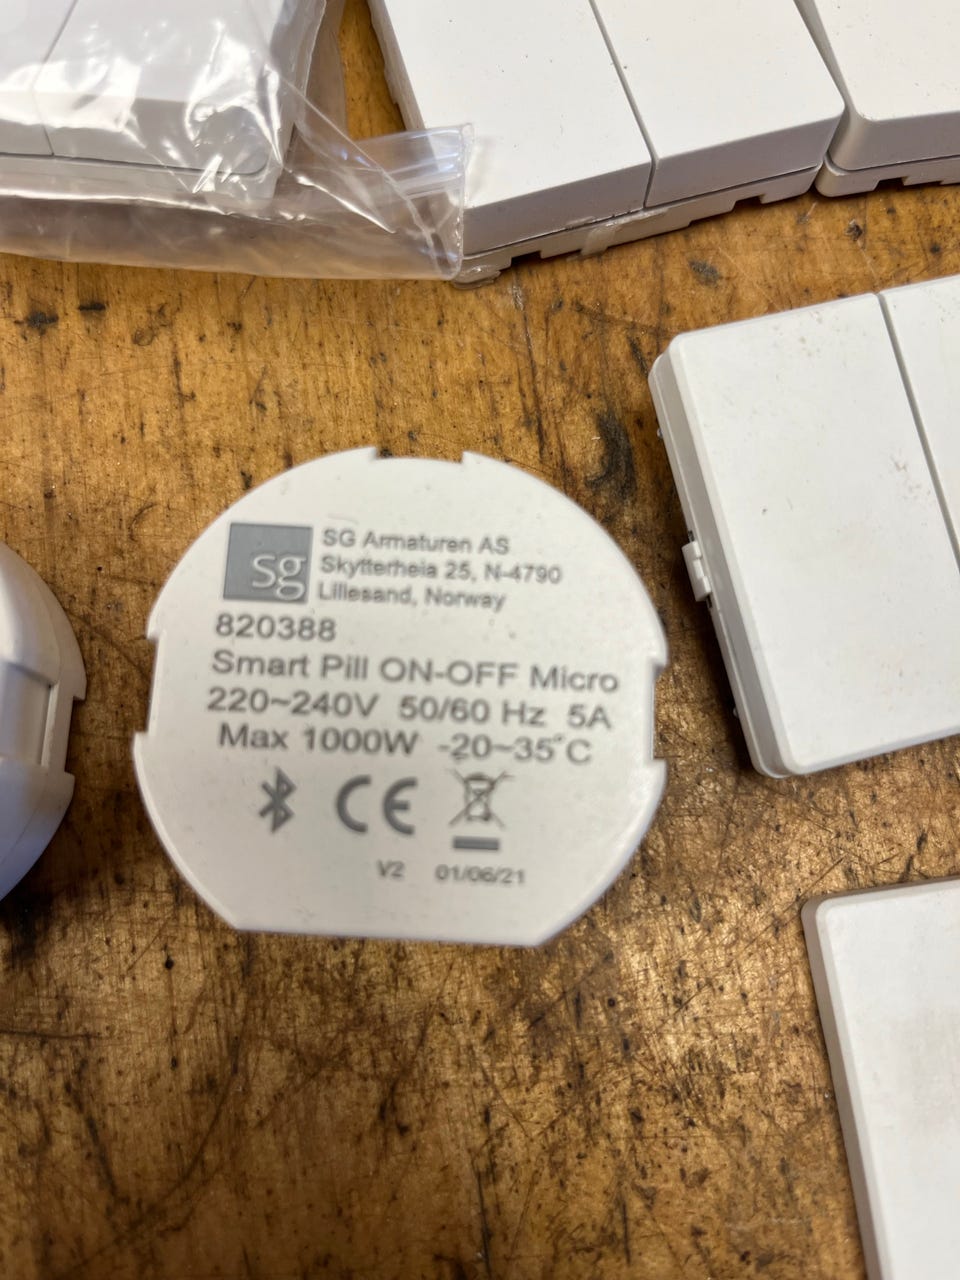 sg
SG Armaturen AS
Skytterheia 25, N-4790
Lillesand, Norway
820388
Smart Pill ON-OFF Micro
220~240V 50/60 Hz 5A
Max 1000W -20~35°C
CE
V2 01/06/21